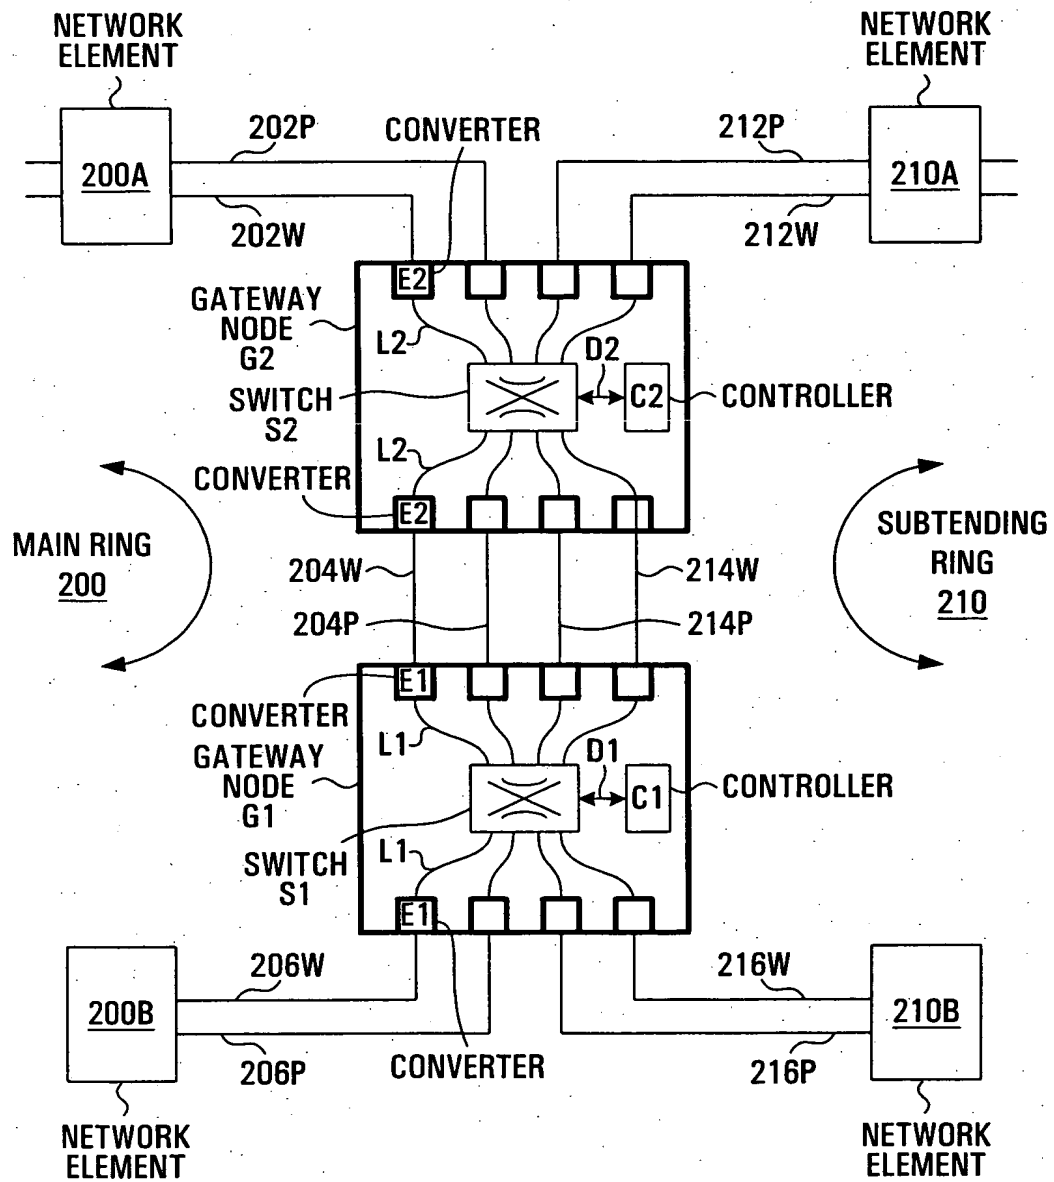 NETWORK
ELEMENT
NETWORK
ELEMENT
202P
CONVERTER
212P
200A
210A
202W
212W
E2
GATEWAY
NODE
G2
L2
D2
SWITCH
S2
C2
CONTROLLER
L2
CONVERTER
E2
MAIN RING
200
SUBTENDING
RING
210
204W
214W
204P
214P
E1
CONVERTER
L1
GATEWAY
NODE
G1
D1
C1
CONTROLLER
L1
SWITCH
S1
E1
206W
216W
200B
210B
206P
CONVERTER
216P
NETWORK
ELEMENT
NETWORK
ELEMENT